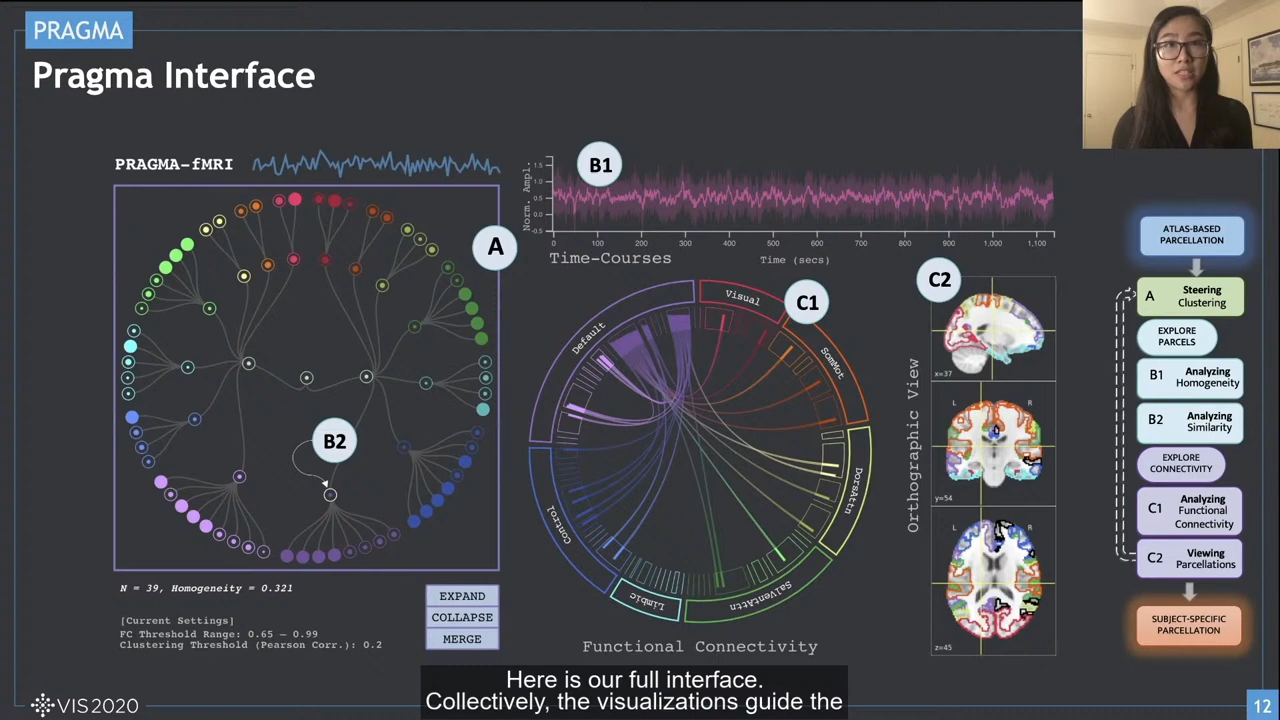 PRAGMA
Pragma Interface
PRAGMA-fMRI
A
B2
N = 39, Homogeneity = 0.321
[Current Settings]
FC Threshold Range: 0.65 — 0.99
Clustering Threshold (Pearson Corr.): 0.2
EXPAND
COLLAPSE
MERGE
B1
Norm. Ampl.
1.5
1.0
0.5
0.0
-0.5
0 100 200 300 400 500 600 700 800 900 1,000 1,100
Time-Courses
Time (secs)
C1
Default
Visual
SomMot
DorsAttn
SalVentAttn
Limbic
Control
Functional Connectivity
C2
Orthographic View
x=37
L R
y=54
L R
z=45
ATLAS-BASED
PARCELLATION
A Steering
Clustering
EXPLORE
PARCELS
B1 Analyzing
Homogeneity
B2 Analyzing
Similarity
EXPLORE
CONNECTIVITY
C1 Analyzing
Functional
Connectivity
C2 Viewing
Parcellations
SUBJECT-SPECIFIC
PARCELLATION
Here is our full interface.
Collectively, the visualizations guide the
VIS2020
12